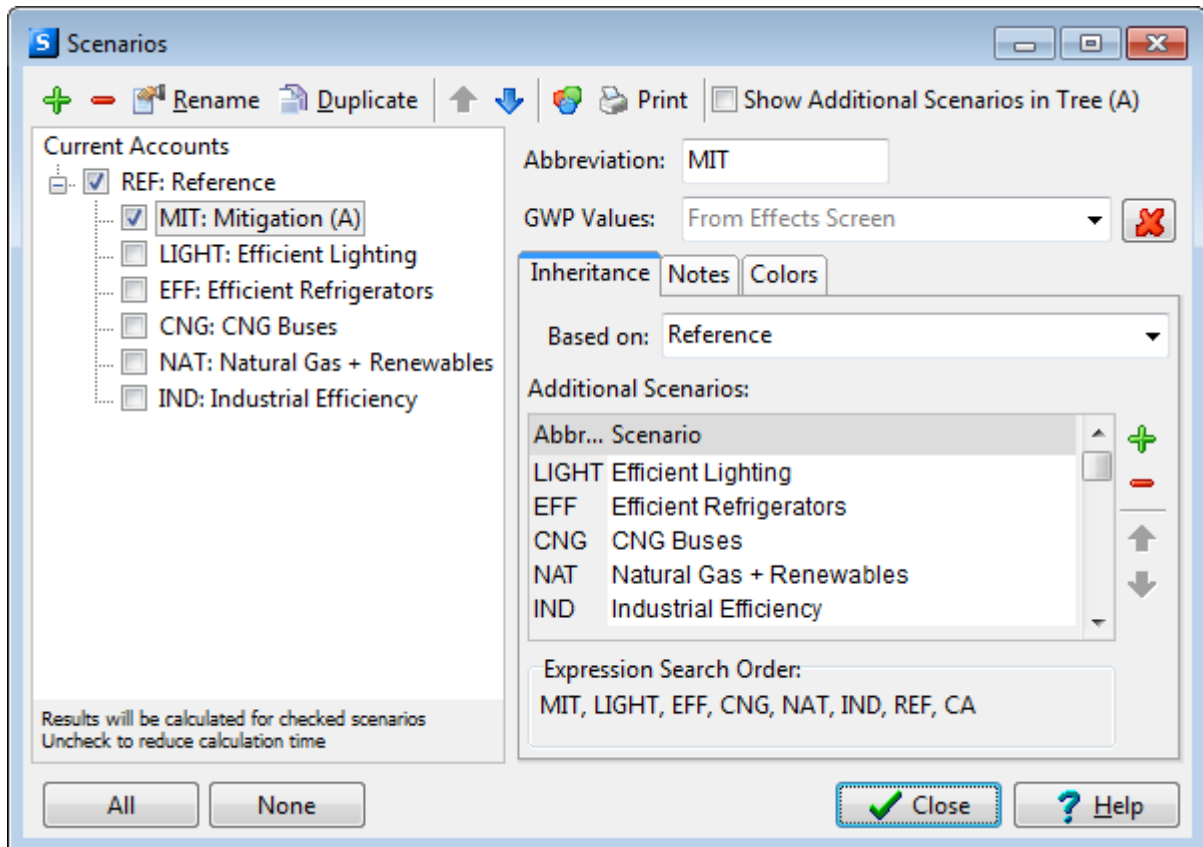 Scenarios
Rename Duplicate Print Show Additional Scenarios in Tree (A)
Current Accounts
REF: Reference
MIT: Mitigation (A)
LIGHT: Efficient Lighting
EFF: Efficient Refrigerators
CNG: CNG Buses
NAT: Natural Gas + Renewables
IND: Industrial Efficiency
Results will be calculated for checked scenarios
Uncheck to reduce calculation time
Abbreviation: MIT
GWP Values: From Effects Screen
Inheritance Notes Colors
Based on: Reference
Additional Scenarios:
Abbr... Scenario
LIGHT Efficient Lighting
EFF Efficient Refrigerators
CNG CNG Buses
NAT Natural Gas + Renewables
IND Industrial Efficiency
Expression Search Order:
MIT, LIGHT, EFF, CNG, NAT, IND, REF, CA
All None Close Help